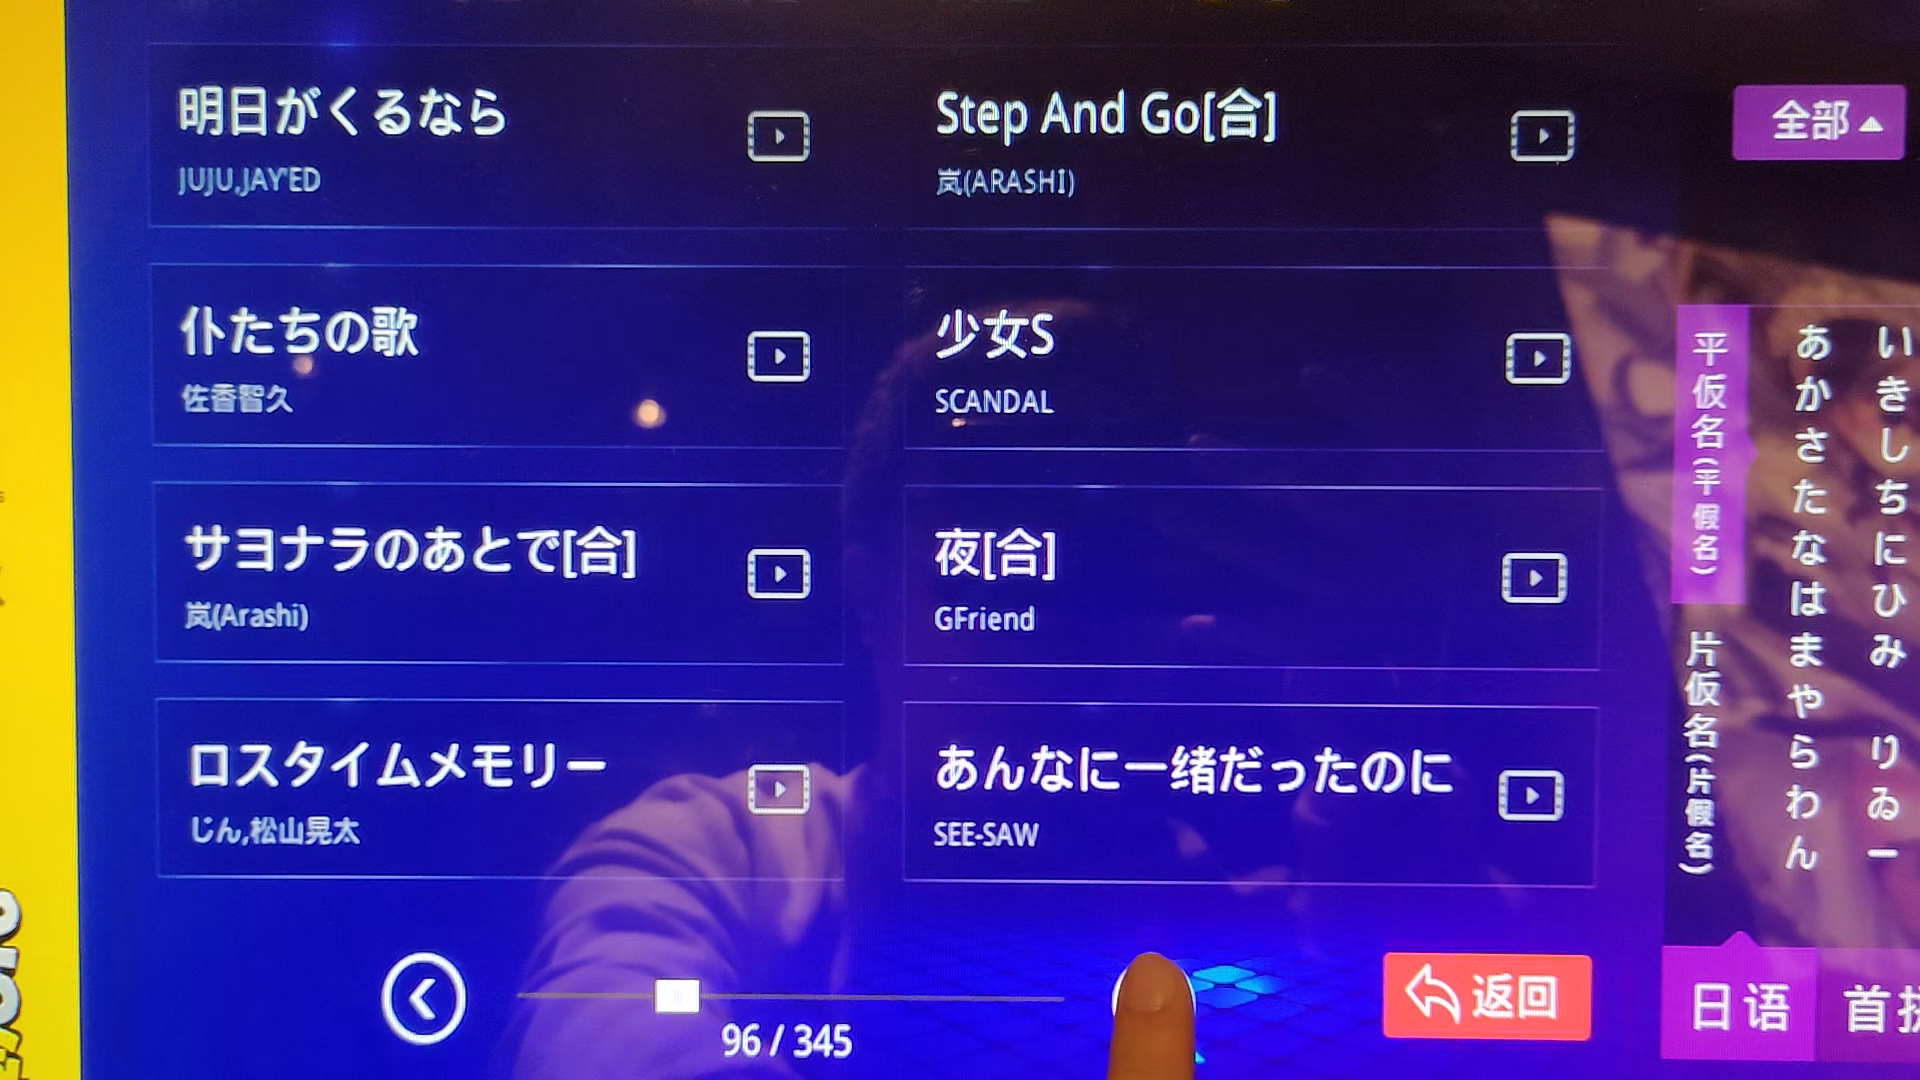 明日がくるなら
JUJU,JAY'ED
Step And Go[合]
岚(ARASHI)
仆たちの歌
佐香智久
少女S
SCANDAL
サヨナラのあとで[合]
岚(Arashi)
夜[合]
GFriend
ロスタイムメモリー
じん,松山晃太
あんなに一绪だったのに
SEE-SAW
96 / 345
返回
全部
平仮名(平假名)
片仮名(片假名)
あかさたなはまやらわん
いきしちにひみ りゐー
日语
首拼